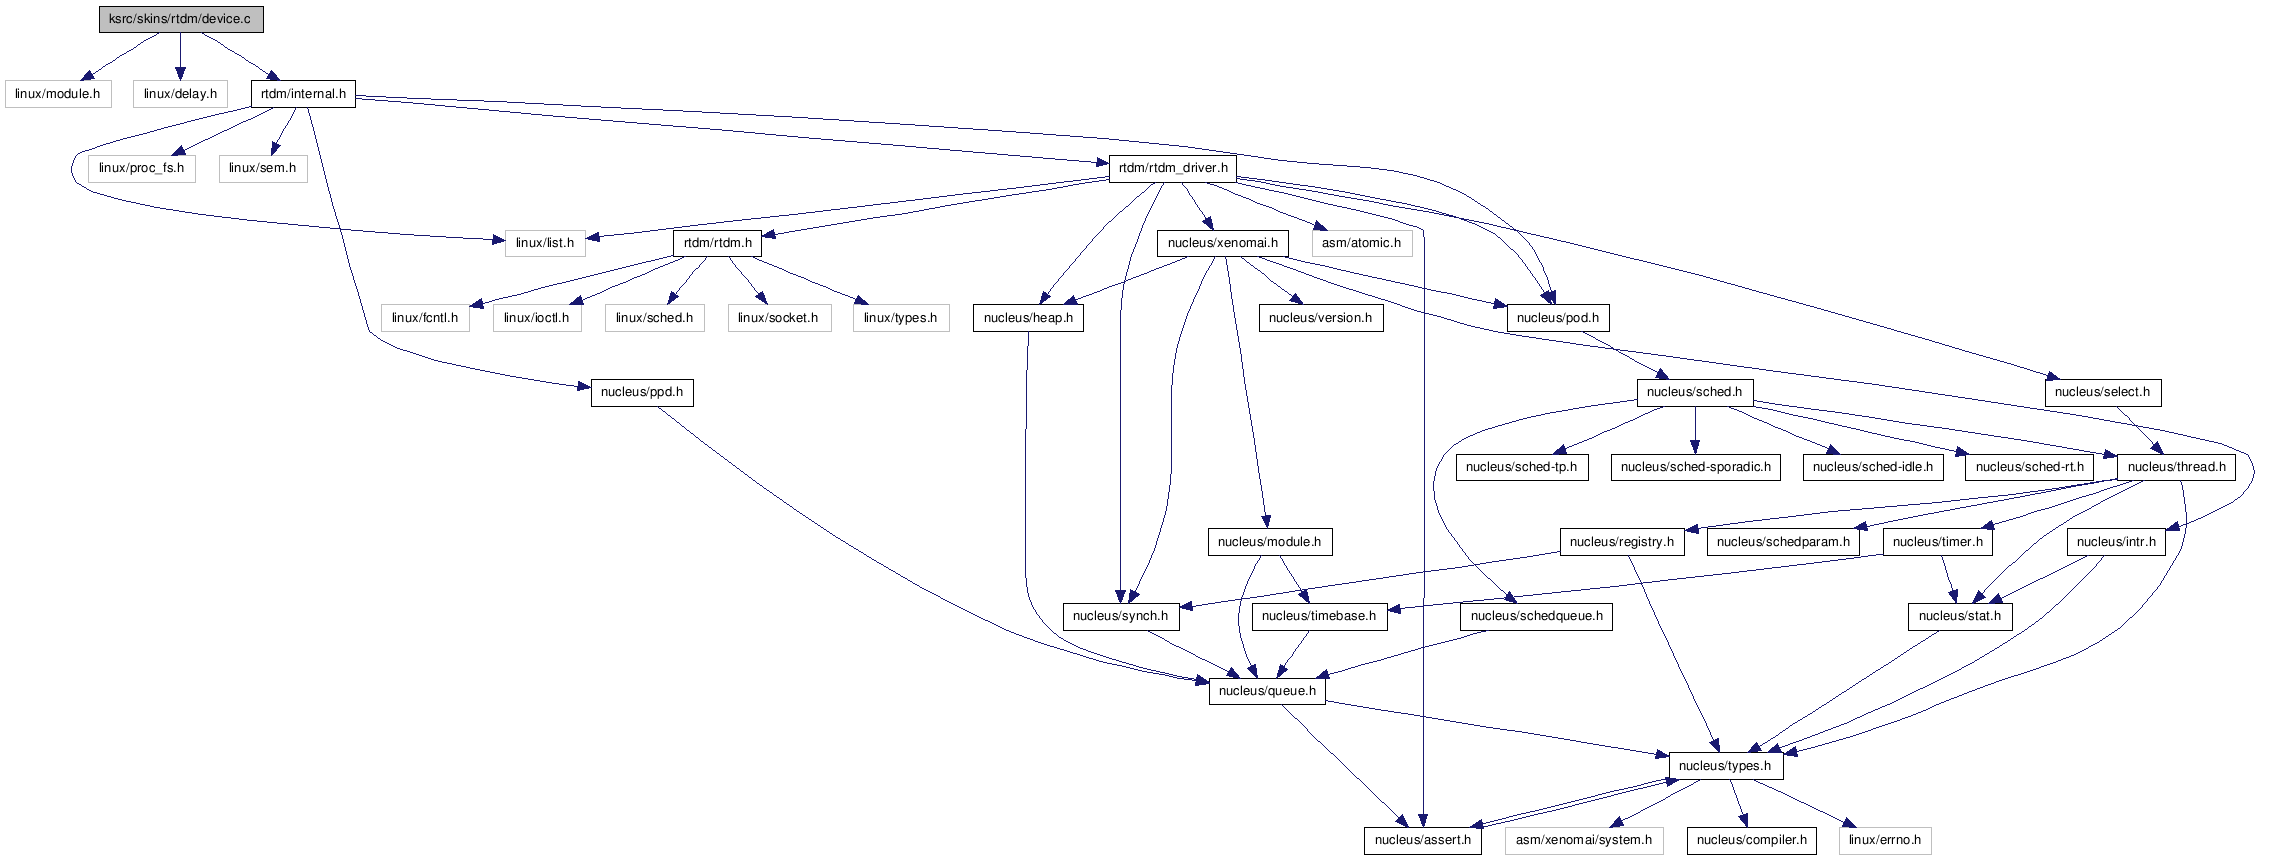 ksrc/skins/rtdm/device.c
linux/module.h
linux/delay.h
rtdm/internal.h
linux/proc_fs.h
linux/sem.h
rtdm/rtdm_driver.h
linux/list.h
rtdm/rtdm.h
nucleus/xenomai.h
asm/atomic.h
linux/fcntl.h
linux/ioctl.h
linux/sched.h
linux/socket.h
linux/types.h
nucleus/heap.h
nucleus/version.h
nucleus/pod.h
nucleus/ppd.h
nucleus/sched.h
nucleus/select.h
nucleus/sched-tp.h
nucleus/sched-sporadic.h
nucleus/sched-idle.h
nucleus/sched-rt.h
nucleus/thread.h
nucleus/module.h
nucleus/registry.h
nucleus/schedparam.h
nucleus/timer.h
nucleus/intr.h
nucleus/synch.h
nucleus/timebase.h
nucleus/schedqueue.h
nucleus/stat.h
nucleus/queue.h
nucleus/types.h
nucleus/assert.h
asm/xenomai/system.h
nucleus/compiler.h
linux/errno.h